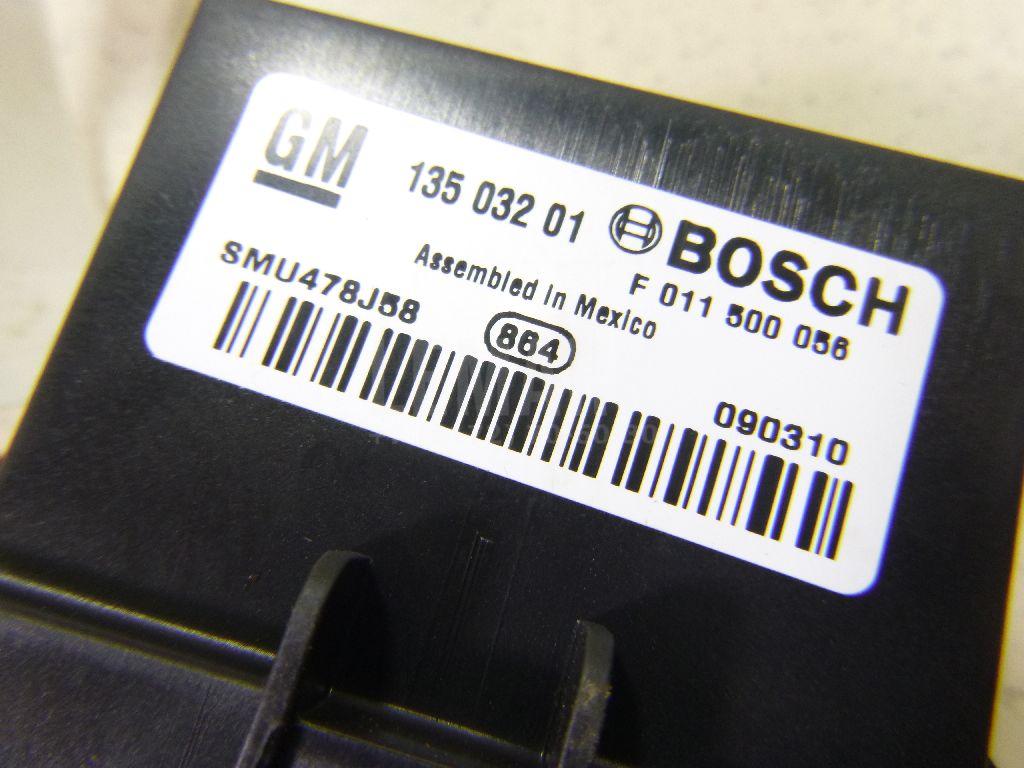 GM
135 032 01
BOSCH
F 011 500 056
Assembled in Mexico
SMU478J58
864
090310